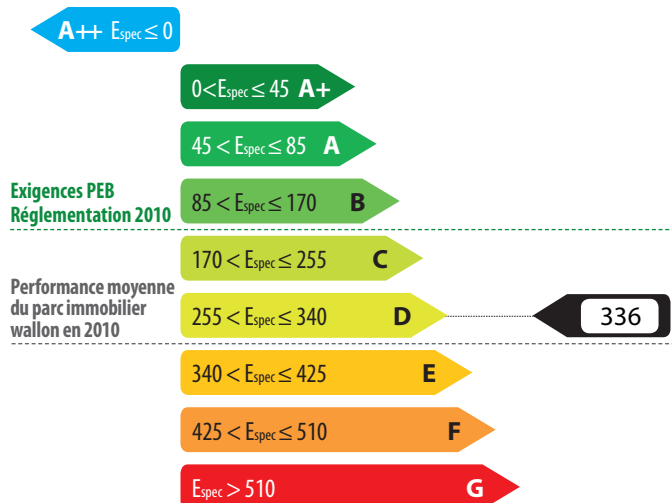 A++ Espec ≤ 0
0<Espec ≤ 45 A+
45 < Espec ≤ 85 A
Exigences PEB
Réglementation 2010
85 < Espec ≤ 170 B
170 < Espec ≤ 255 C
Performance moyenne
du parc immobilier
wallon en 2010
255 < Espec ≤ 340 D
336
340 < Espec ≤ 425 E
425 < Espec ≤ 510 F
Espec > 510 G